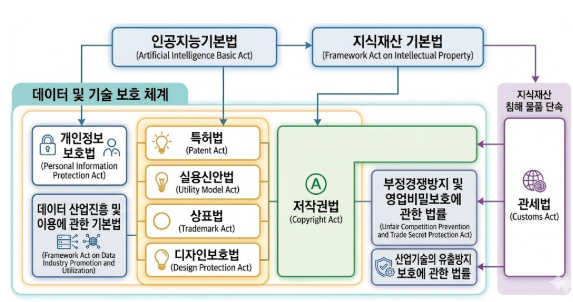 인공지능기본법
(Artificial Intelligence Basic Act)
지식재산 기본법
(Framework Act on Intellectual Property)
데이터 및 기술 보호 체계
개인정보
보호법
(Personal Information
Protection Act)
데이터 산업진흥 및
이용에 관한 기본법
(Framework Act on Data
Industry Promotion and
Utilization)
특허법
(Patent Act)
실용신안법
(Utility Model Act)
상표법
(Trademark Act)
디자인보호법
(Design Protection Act)
A
저작권법
(Copyright Act)
부정경쟁방지 및
영업비밀보호에
관한 법률
(Unfair Competition Prevention
and Trade Secret Protection Act)
산업기술의 유출방지
보호에 관한 법률
지식재산
침해 물품 단속
관세법
(Customs Act)